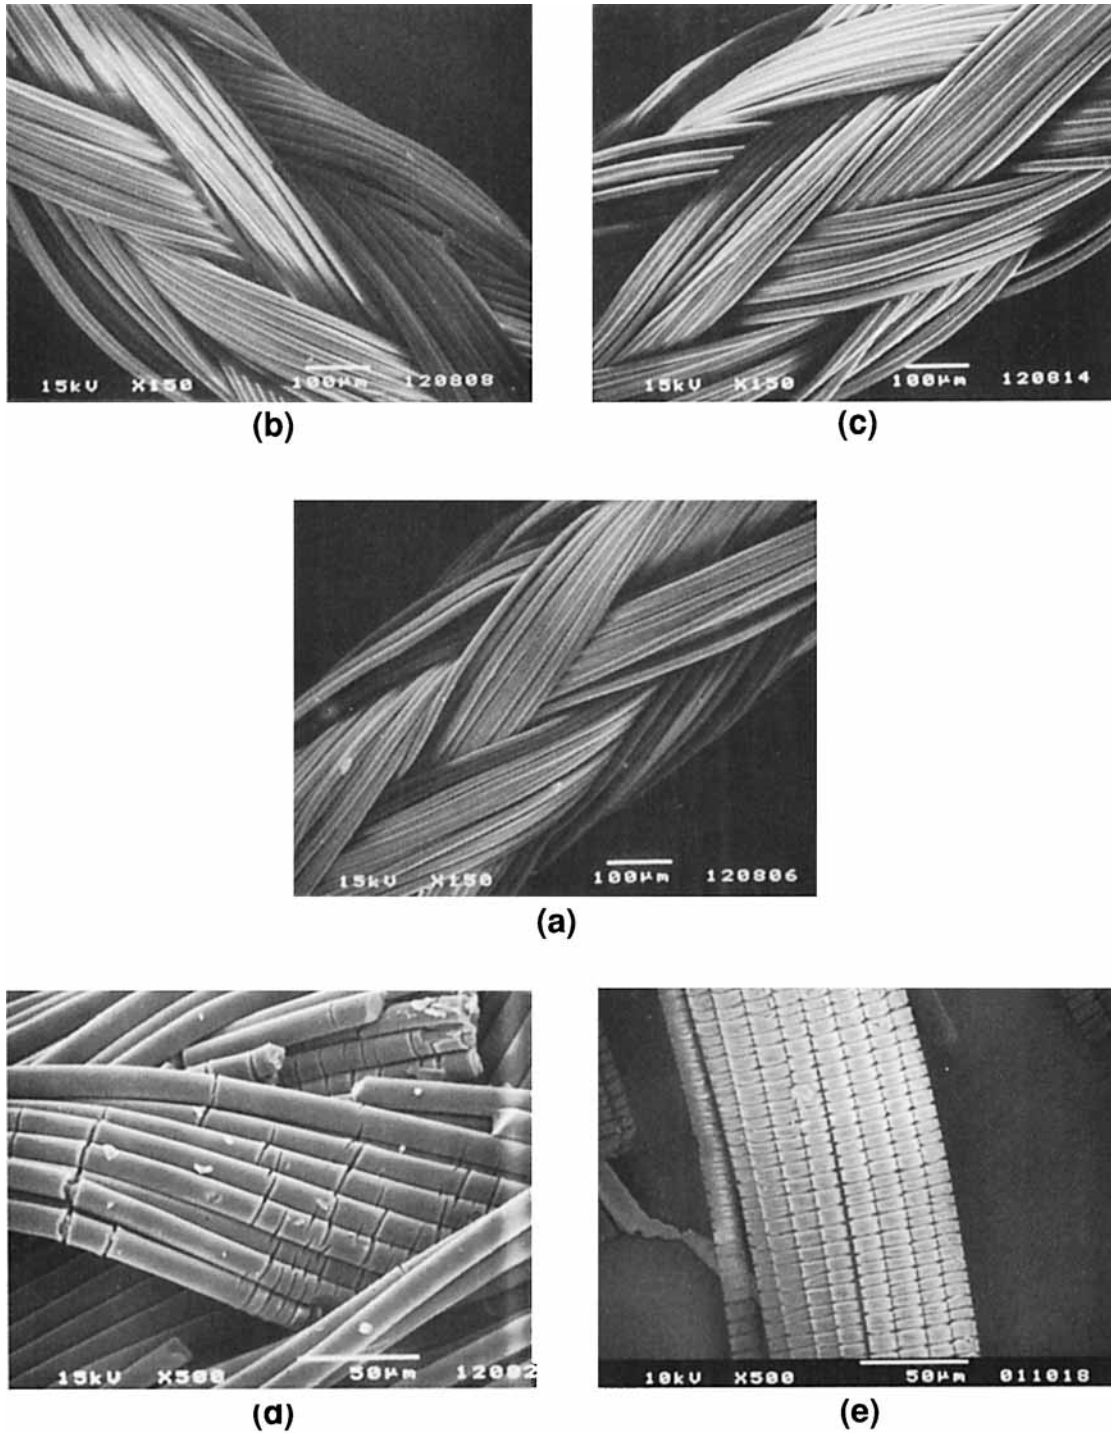 15kV X150 100μm 120808
15kV X150 100μm 120814
(b)
(c)
15kV X150 100μm 120806
(a)
15kV X500 50μm 12082
10kV X500 50μm 011018
(d)
(e)